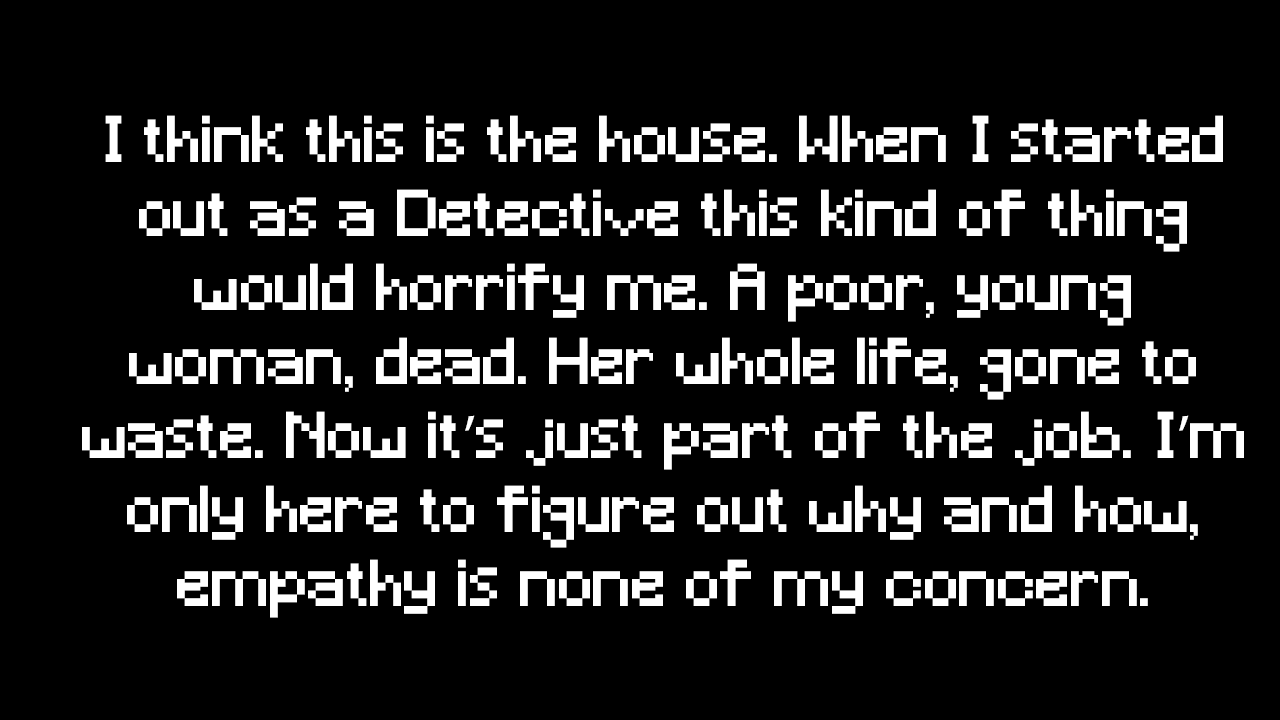 I think this is the house. When I started
out as a Detective this kind of thing
would horrify me. A poor, young
woman, dead. Her whole life, gone to
waste. Now it's just part of the job. I'm
only here to figure out why and how,
empathy is none of my concern.